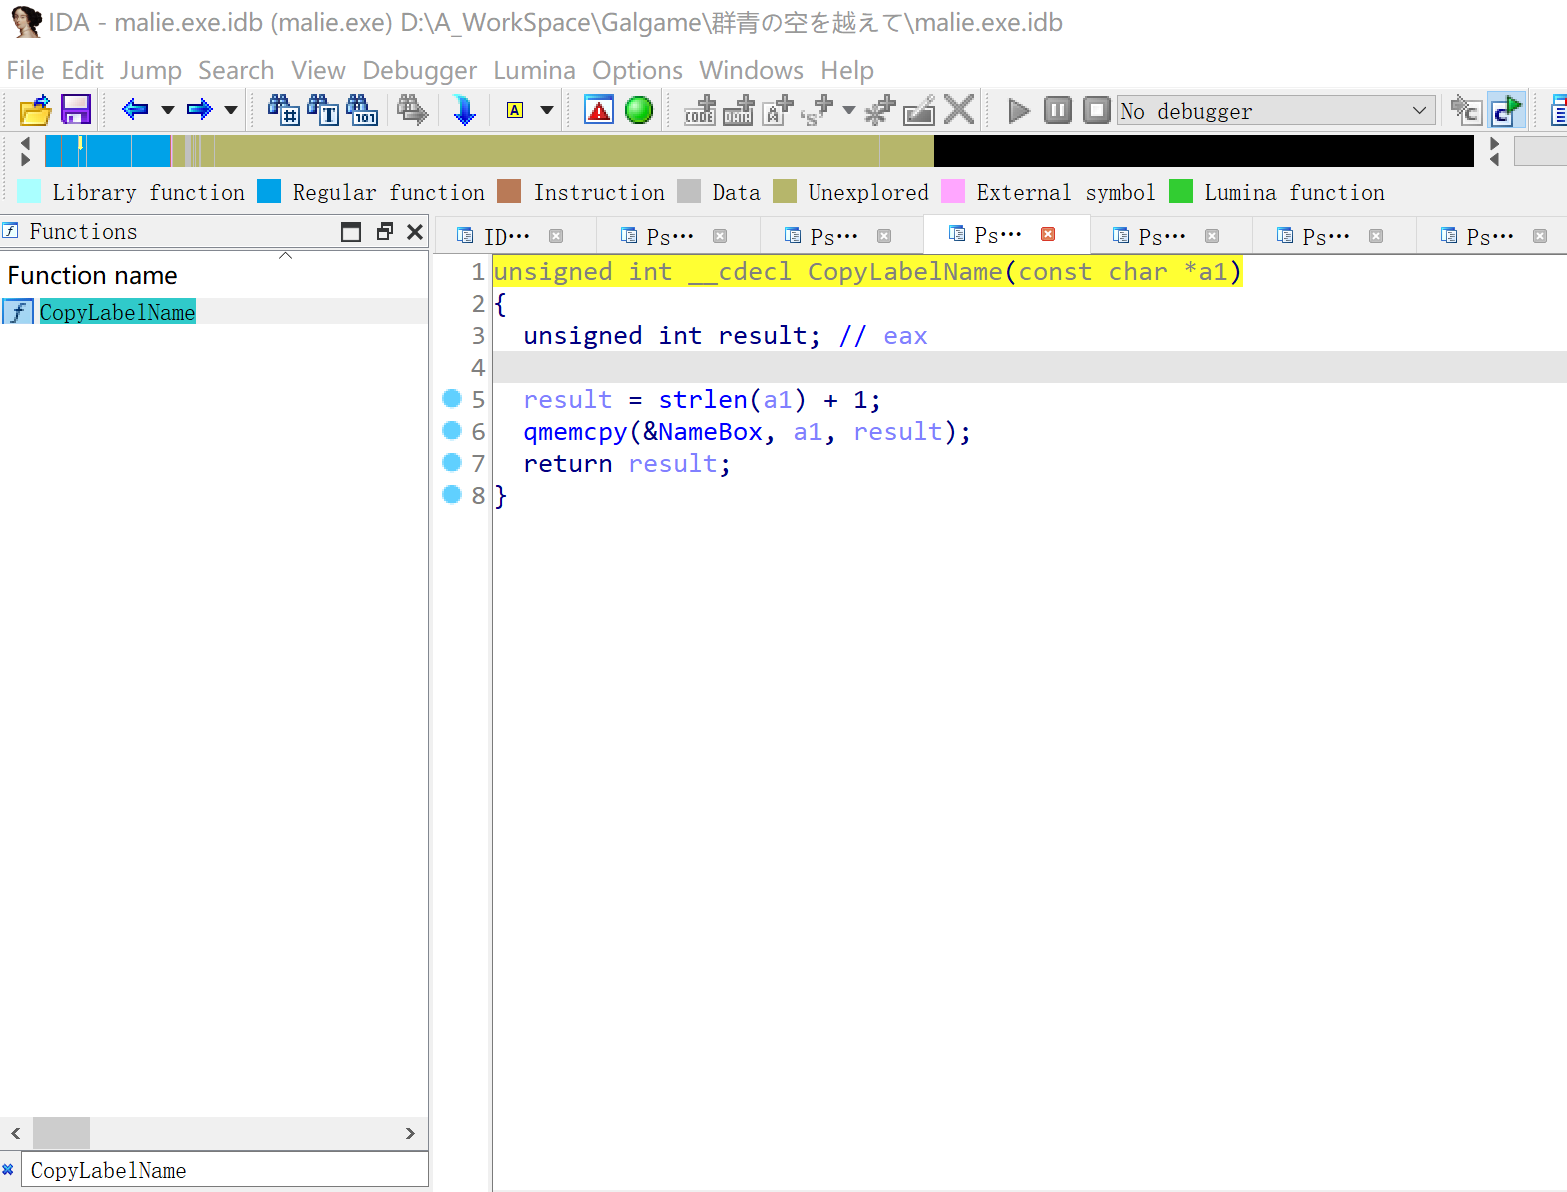 IDA - malie.exe.idb (malie.exe) D:\A_WorkSpace\Galgame\群青の空を越えて\malie.exe.idb
File Edit Jump Search View Debugger Lumina Options Windows Help
No debugger
Library function Regular function Instruction Data Unexplored External symbol Lumina function
Functions
ID··· Ps··· Ps··· Ps··· Ps··· Ps··· Ps···
Function name
CopyLabelName
1 unsigned int __cdecl CopyLabelName(const char *a1)
2 {
3 unsigned int result; // eax
4
5 result = strlen(a1) + 1;
6 qmemcpy(&NameBox, a1, result);
7 return result;
8 }
CopyLabelName